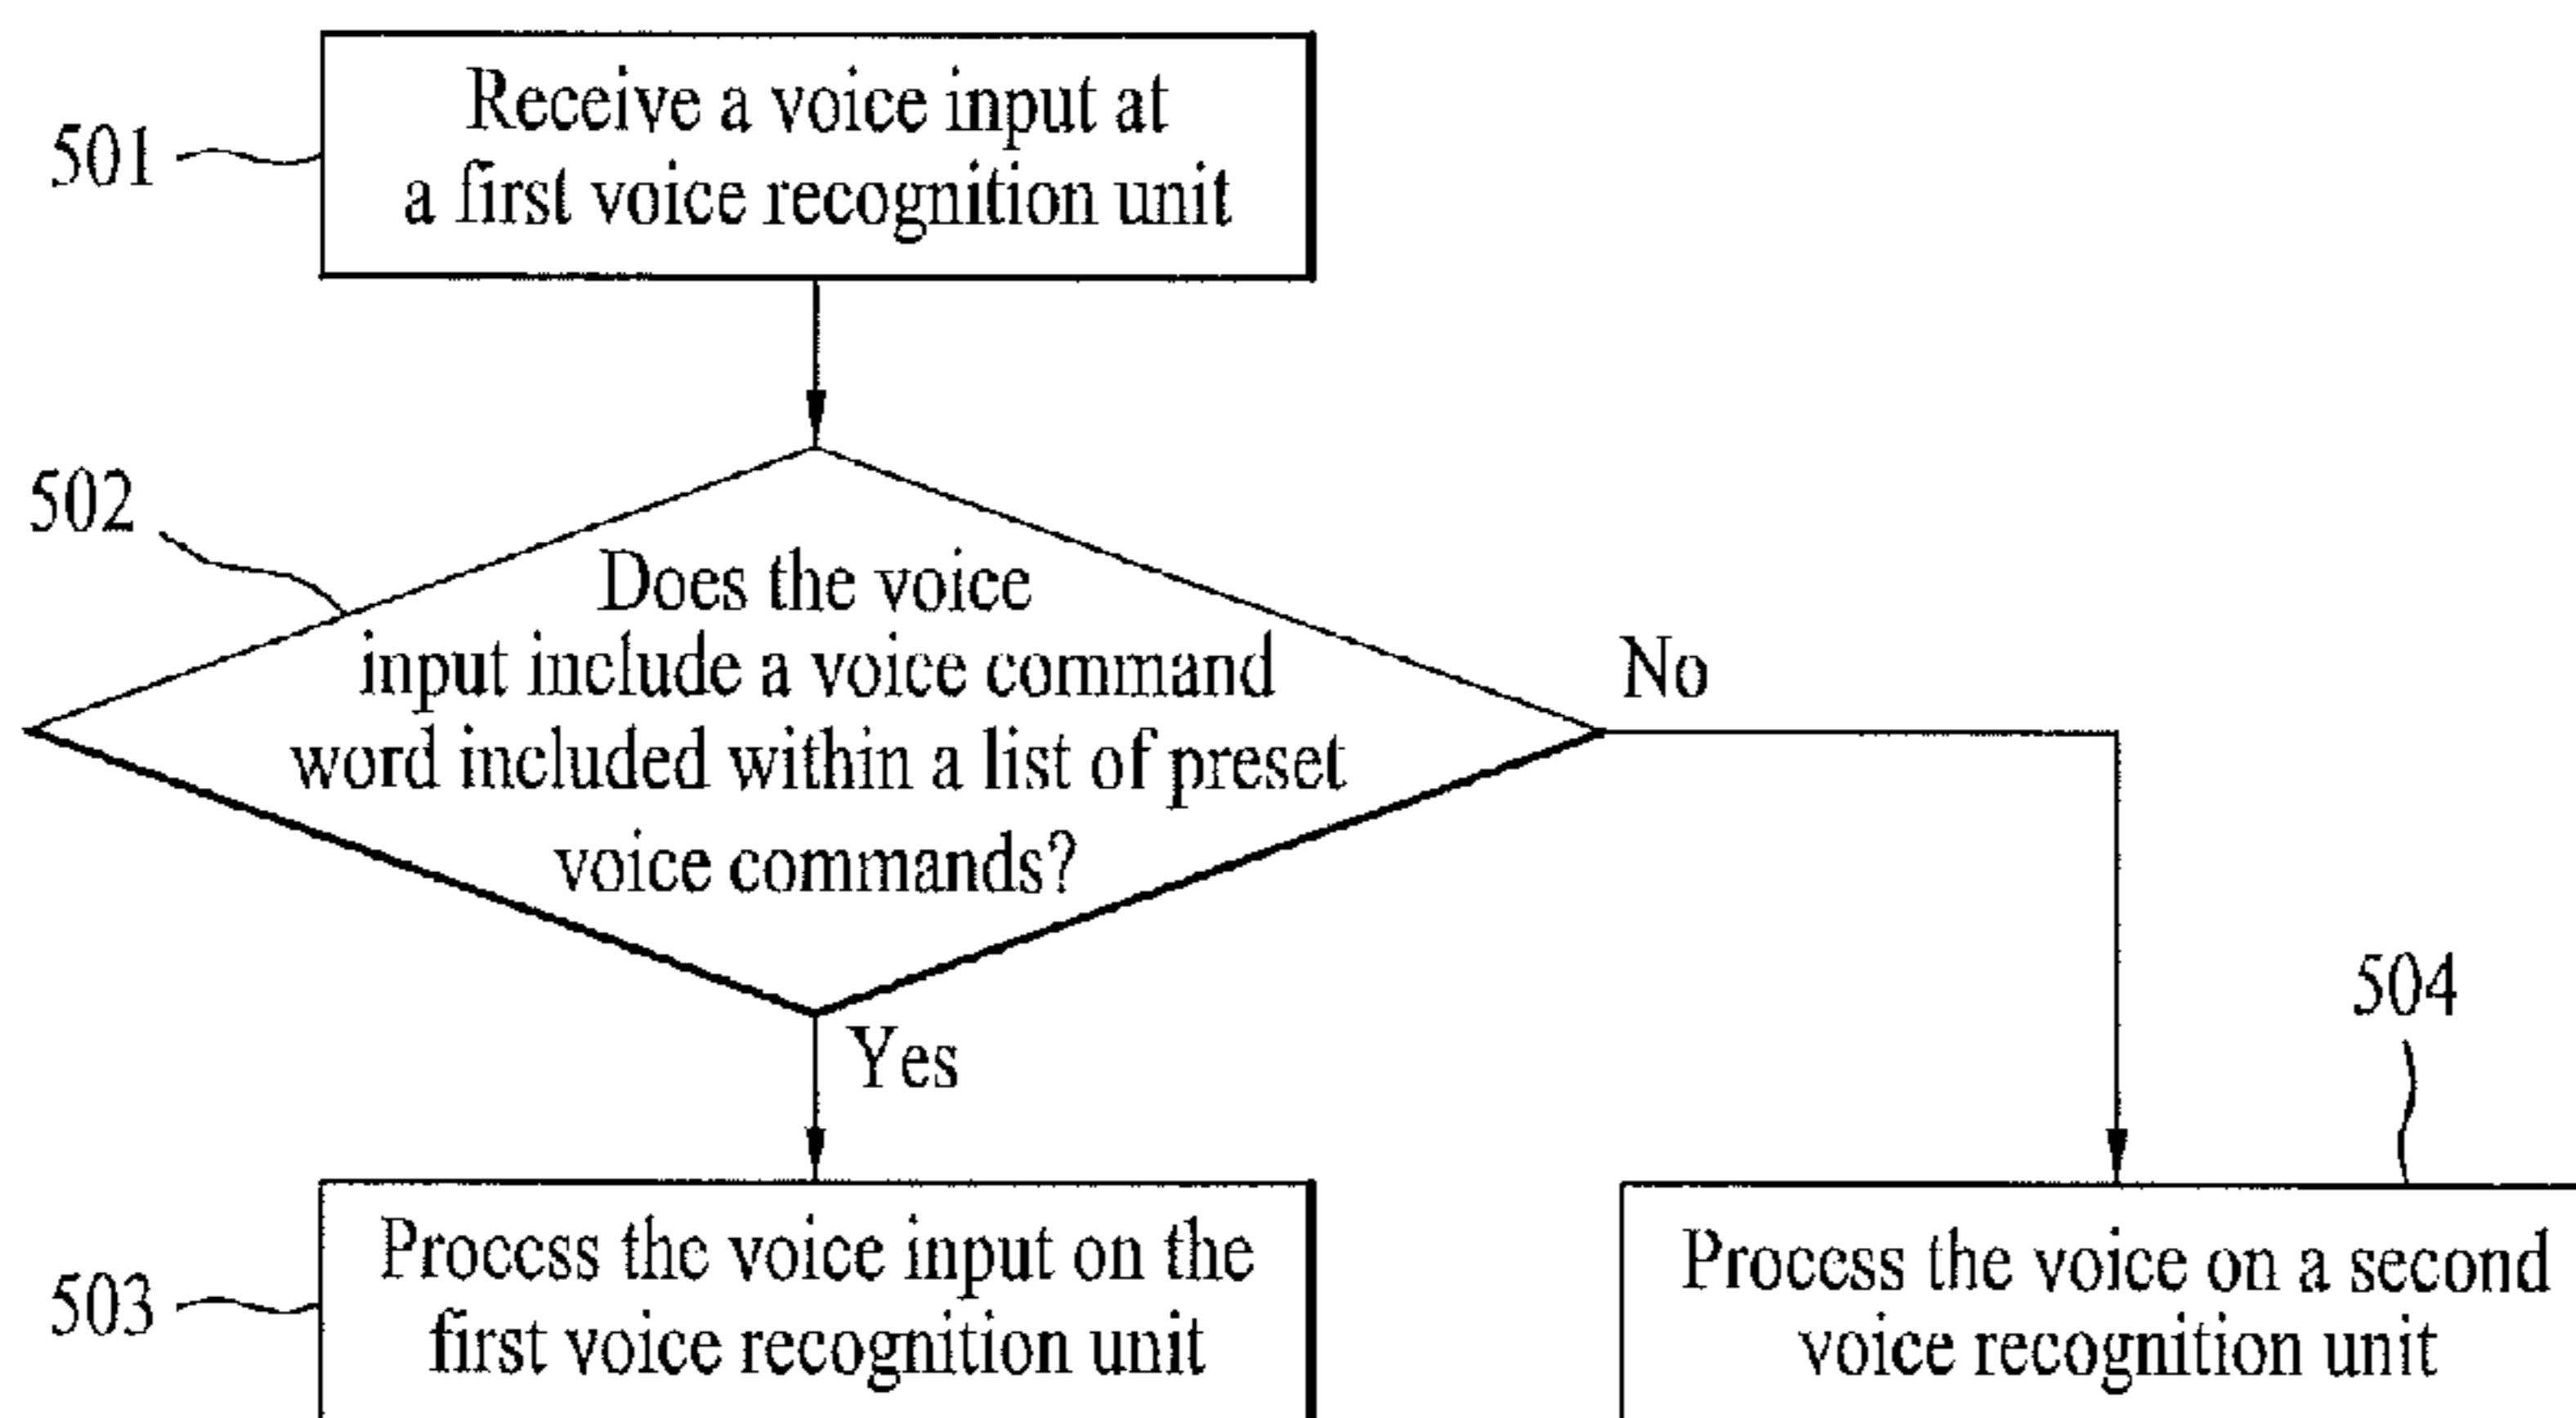 501
Receive a voice input at
a first voice recognition unit
502
Does the voice
input include a voice command
word included within a list of preset
voice commands?
No
Yes
503
Process the voice input on the
first voice recognition unit
504
Process the voice on a second
voice recognition unit